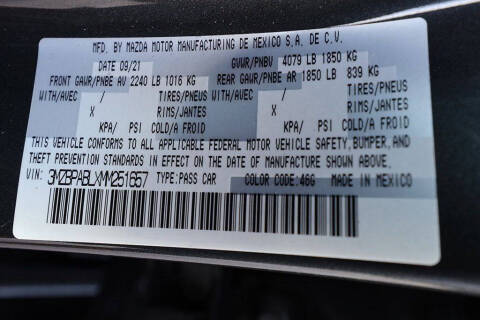 MFD. BY MAZDA MOTOR MANUFACTURING DE MEXICO S.A. DE C.V.
DATE 09/21 GVWR/PNBV 4079 LB 1850 KG
FRONT GAWR/PNBE AV 2240 LB 1016 KG REAR GAWR/PNBE AR 1850 LB 839 KG
WITH/AVEC / TIRES/PNEUS WITH/AVEC / TIRES/PNEUS
X RIMS/JANTES X RIMS/JANTES
KPA/ PSI COLD/A FROID KPA/ PSI COLD/A FROID
THIS VEHICLE CONFORMS TO ALL APPLICABLE FEDERAL MOTOR VEHICLE SAFETY, BUMPER, AND
THEFT PREVENTION STANDARDS IN EFFECT ON THE DATE OF MANUFACTURE SHOWN ABOVE.
VIN: 3MZBPABLXMM251657 TYPE:PASS CAR COLOR CODE:46G MADE IN MEXICO